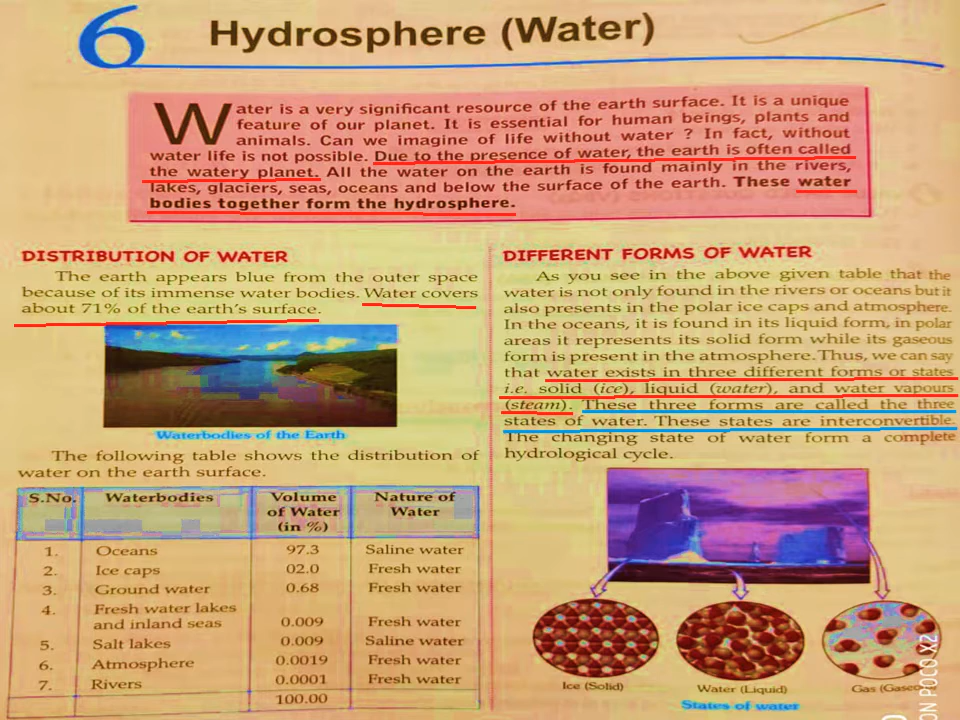 6 Hydrosphere (Water)
Water is a very significant resource of the earth surface. It is a unique
feature of our planet. It is essential for human beings, plants and
animals. Can we imagine of life without water ? In fact, without
water life is not possible. Due to the presence of water, the earth is often called
the watery planet. All the water on the earth is found mainly in the rivers,
lakes, glaciers, seas, oceans and below the surface of the earth. These water
bodies together form the hydrosphere.
DISTRIBUTION OF WATER
The earth appears blue from the outer space
because of its immense water bodies. Water covers
about 71% of the earth's surface.
Waterbodies of the Earth
The following table shows the distribution of
water on the earth surface.
S.No. Waterbodies Volume of Water (in %) Nature of Water
1. Oceans 97.3 Saline water
2. Ice caps 02.0 Fresh water
3. Ground water 0.68 Fresh water
4. Fresh water lakes
and inland seas 0.009 Fresh water
5. Salt lakes 0.009 Saline water
6. Atmosphere 0.0019 Fresh water
7. Rivers 0.0001 Fresh water
100.00
DIFFERENT FORMS OF WATER
As you see in the above given table that the
water is not only found in the rivers or oceans but it
also presents in the polar ice caps and atmosphere.
In the oceans, it is found in its liquid form, in polar
areas it represents its solid form while its gaseous
form is present in the atmosphere. Thus, we can say
that water exists in three different forms or states
i.e. solid (ice), liquid (water), and water vapours
(steam). These three forms are called the three
states of water. These states are interconvertible.
The changing state of water form a complete
hydrological cycle.
Ice (Solid)
Water (Liquid)
Gas (Gaseo
States of water
ON POCO X2